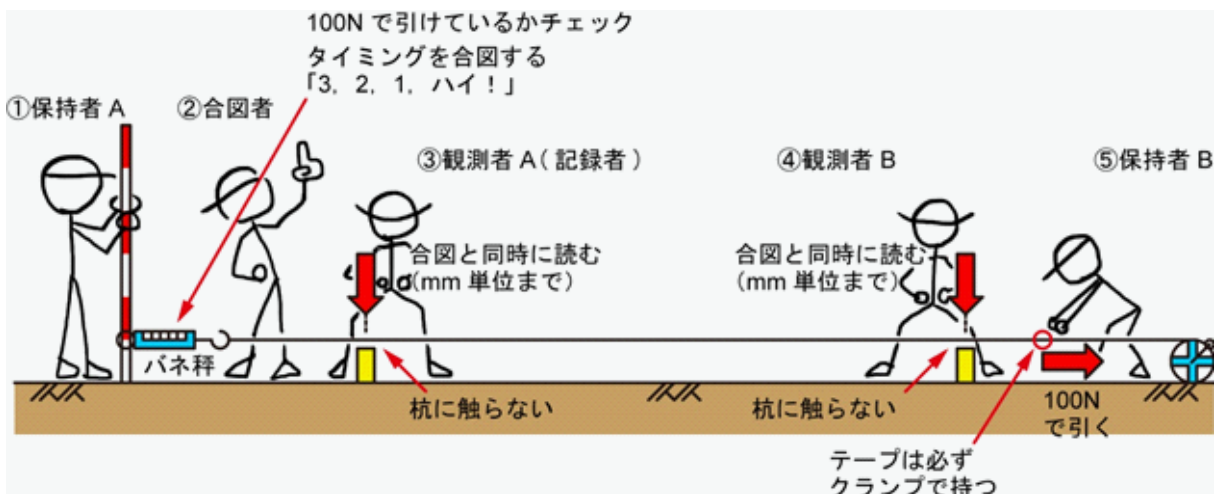 100N で引けているかチェック
タイミングを合図する
「3, 2, 1, ハイ！」
①保持者 A
②合図者
③観測者 A ( 記録者 )
④観測者 B
⑤保持者 B
合図と同時に読む
(mm 単位まで)
合図と同時に読む
(mm 単位まで)
バネ秤
杭に触らない
杭に触らない
100N
で引く
テープは必ず
クランプで持つ